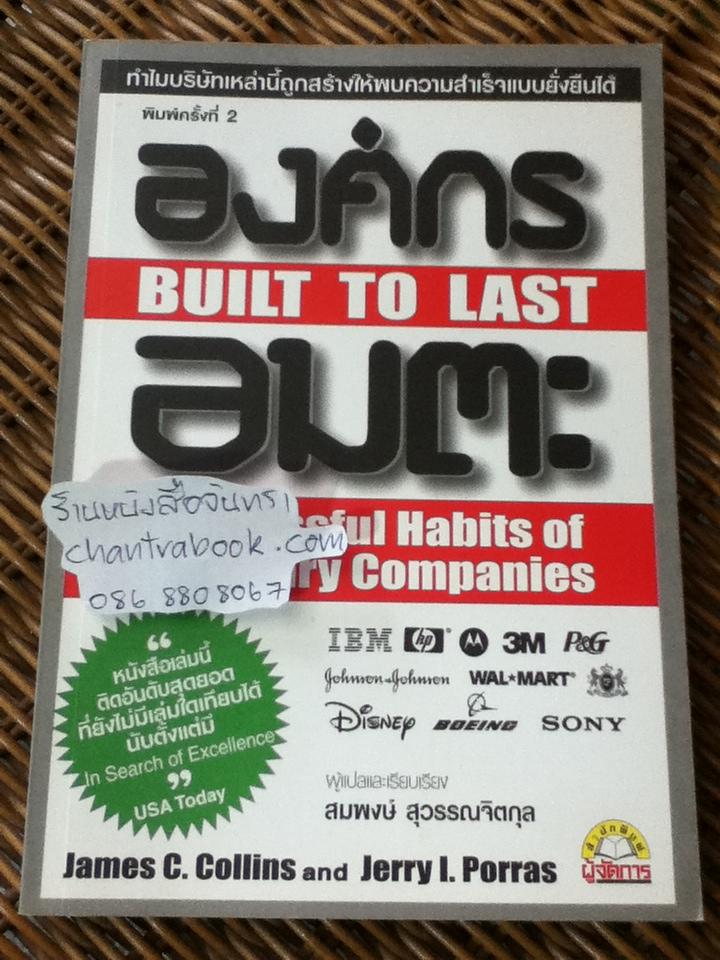 ทำไมบริษัทเหล่านี้ถูกสร้างให้พบความสำเร็จแบบยั่งยืนได้
พิมพ์ครั้งที่ 2
องค์กร
BUILT TO LAST
อมตะ
ร้านหนังสือจันทรา
chantrabook.com
086 8808067
ssful Habits of
ry Companies
“
หนังสือเล่มนี้
ติดอันดับสุดยอด
ที่ยังไม่มีเล่มใดเทียบได้
นับตั้งแต่มี
In Search of Excellence
”
USA Today
IBM hp 3M P&G
Johnson & Johnson WAL★MART
DISNEY BOEING SONY
ผู้แปลและเรียบเรียง
สมพงษ์ สุวรรณจิตกุล
James C. Collins and Jerry I. Porras
สำนักพิมพ์
ผู้จัดการ